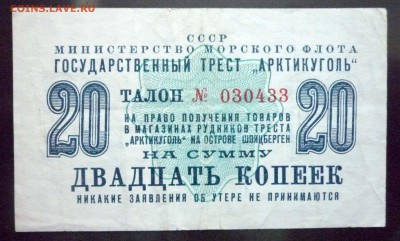 COINS.LAVE.RU
СССР
МИНИСТЕРСТВО МОРСКОГО ФЛОТА
ГОСУДАРСТВЕННЫЙ ТРЕСТ „АРКТИКУГОЛЬ"
20 ТАЛОН № 030433 20
НА ПРАВО ПОЛУЧЕНИЯ ТОВАРОВ
В МАГАЗИНАХ РУДНИКОВ ТРЕСТА
„АРКТИКУГОЛЬ" НА ОСТРОВЕ ШПИЦБЕРГЕН
НА СУММУ
ДВАДЦАТЬ КОПЕЕК
НИКАКИЕ ЗАЯВЛЕНИЯ ОБ УТЕРЕ НЕ ПРИНИМАЮТСЯ